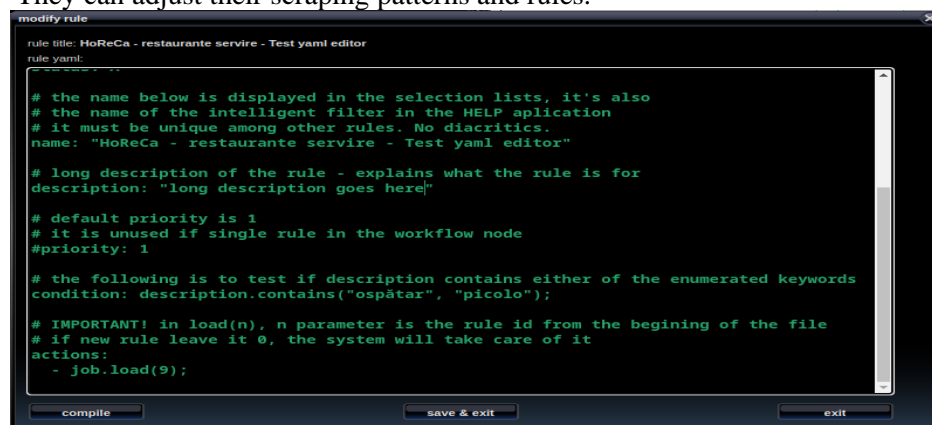 They can adjust their scraping patterns and rules.
modify rule
rule title: HoReCa - restaurante servire - Test yaml editor
rule yaml:
# the name below is displayed in the selection lists, it's also
# the name of the intelligent filter in the HELP aplication
# it must be unique among other rules. No diacritics.
name: "HoReCa - restaurante servire - Test yaml editor"
# long description of the rule - explains what the rule is for
description: "long description goes here"
# default priority is 1
# it is unused if single rule in the workflow node
#priority: 1
# the following is to test if description contains either of the enumerated keywords
condition: description.contains("ospătar", "picolo");
# IMPORTANT! in load(n), n parameter is the rule id from the begining of the file
# if new rule leave it 0, the system will take care of it
actions:
- job.load(9);
compile save & exit exit